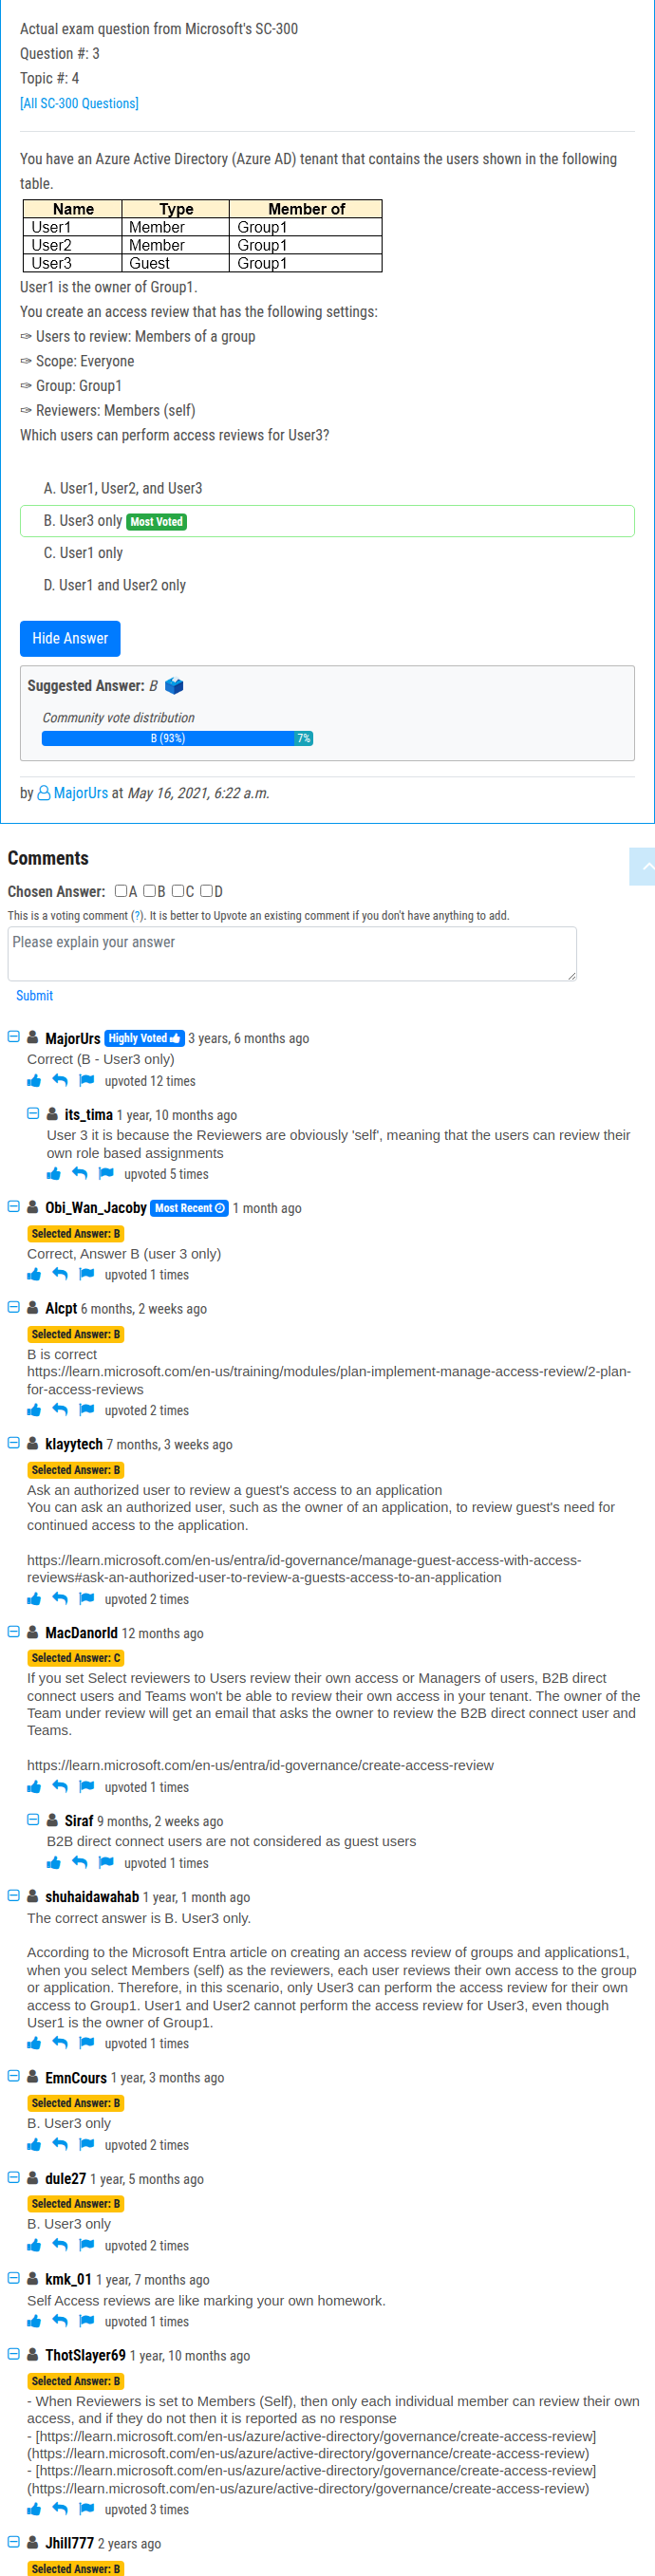 Actual exam question from Microsoft's SC-300
Question #: 3
Topic #: 4
[All SC-300 Questions]
You have an Azure Active Directory (Azure AD) tenant that contains the users shown in the following
table.
Name Type Member of
User1 Member Group1
User2 Member Group1
User3 Guest Group1
User1 is the owner of Group1.
You create an access review that has the following settings:
✑ Users to review: Members of a group
✑ Scope: Everyone
✑ Group: Group1
✑ Reviewers: Members (self)
Which users can perform access reviews for User3?
A. User1, User2, and User3
B. User3 only Most Voted
C. User1 only
D. User1 and User2 only
Hide Answer
Suggested Answer: B
Community vote distribution
B (93%) 7%
by MajorUrs at May 16, 2021, 6:22 a.m.
Comments
Chosen Answer: A B C D
This is a voting comment (?). It is better to Upvote an existing comment if you don't have anything to add.
Please explain your answer
Submit
MajorUrs Highly Voted 3 years, 6 months ago
Correct (B - User3 only)
upvoted 12 times
its_tima 1 year, 10 months ago
User 3 it is because the Reviewers are obviously 'self', meaning that the users can review their
own role based assignments
upvoted 5 times
Obi_Wan_Jacoby Most Recent 1 month ago
Selected Answer: B
Correct, Answer B (user 3 only)
upvoted 1 times
Alcpt 6 months, 2 weeks ago
Selected Answer: B
B is correct
https://learn.microsoft.com/en-us/training/modules/plan-implement-manage-access-review/2-plan-
for-access-reviews
upvoted 2 times
klayytech 7 months, 3 weeks ago
Selected Answer: B
Ask an authorized user to review a guest's access to an application
You can ask an authorized user, such as the owner of an application, to review guest's need for
continued access to the application.
https://learn.microsoft.com/en-us/entra/id-governance/manage-guest-access-with-access-
reviews#ask-an-authorized-user-to-review-a-guests-access-to-an-application
upvoted 2 times
MacDanorld 12 months ago
Selected Answer: C
If you set Select reviewers to Users review their own access or Managers of users, B2B direct
connect users and Teams won't be able to review their own access in your tenant. The owner of the
Team under review will get an email that asks the owner to review the B2B direct connect user and
Teams.
https://learn.microsoft.com/en-us/entra/id-governance/create-access-review
upvoted 1 times
Siraf 9 months, 2 weeks ago
B2B direct connect users are not considered as guest users
upvoted 1 times
shuhaidawahab 1 year, 1 month ago
The correct answer is B. User3 only.
According to the Microsoft Entra article on creating an access review of groups and applications1,
when you select Members (self) as the reviewers, each user reviews their own access to the group
or application. Therefore, in this scenario, only User3 can perform the access review for their own
access to Group1. User1 and User2 cannot perform the access review for User3, even though
User1 is the owner of Group1.
upvoted 1 times
EmnCours 1 year, 3 months ago
Selected Answer: B
B. User3 only
upvoted 2 times
dule27 1 year, 5 months ago
Selected Answer: B
B. User3 only
upvoted 2 times
kmk_01 1 year, 7 months ago
Self Access reviews are like marking your own homework.
upvoted 1 times
ThotSlayer69 1 year, 10 months ago
Selected Answer: B
- When Reviewers is set to Members (Self), then only each individual member can review their own
access, and if they do not then it is reported as no response
- [https://learn.microsoft.com/en-us/azure/active-directory/governance/create-access-review]
(https://learn.microsoft.com/en-us/azure/active-directory/governance/create-access-review)
- [https://learn.microsoft.com/en-us/azure/active-directory/governance/create-access-review]
(https://learn.microsoft.com/en-us/azure/active-directory/governance/create-access-review)
upvoted 3 times
Jhill777 2 years ago
Selected Answer: B